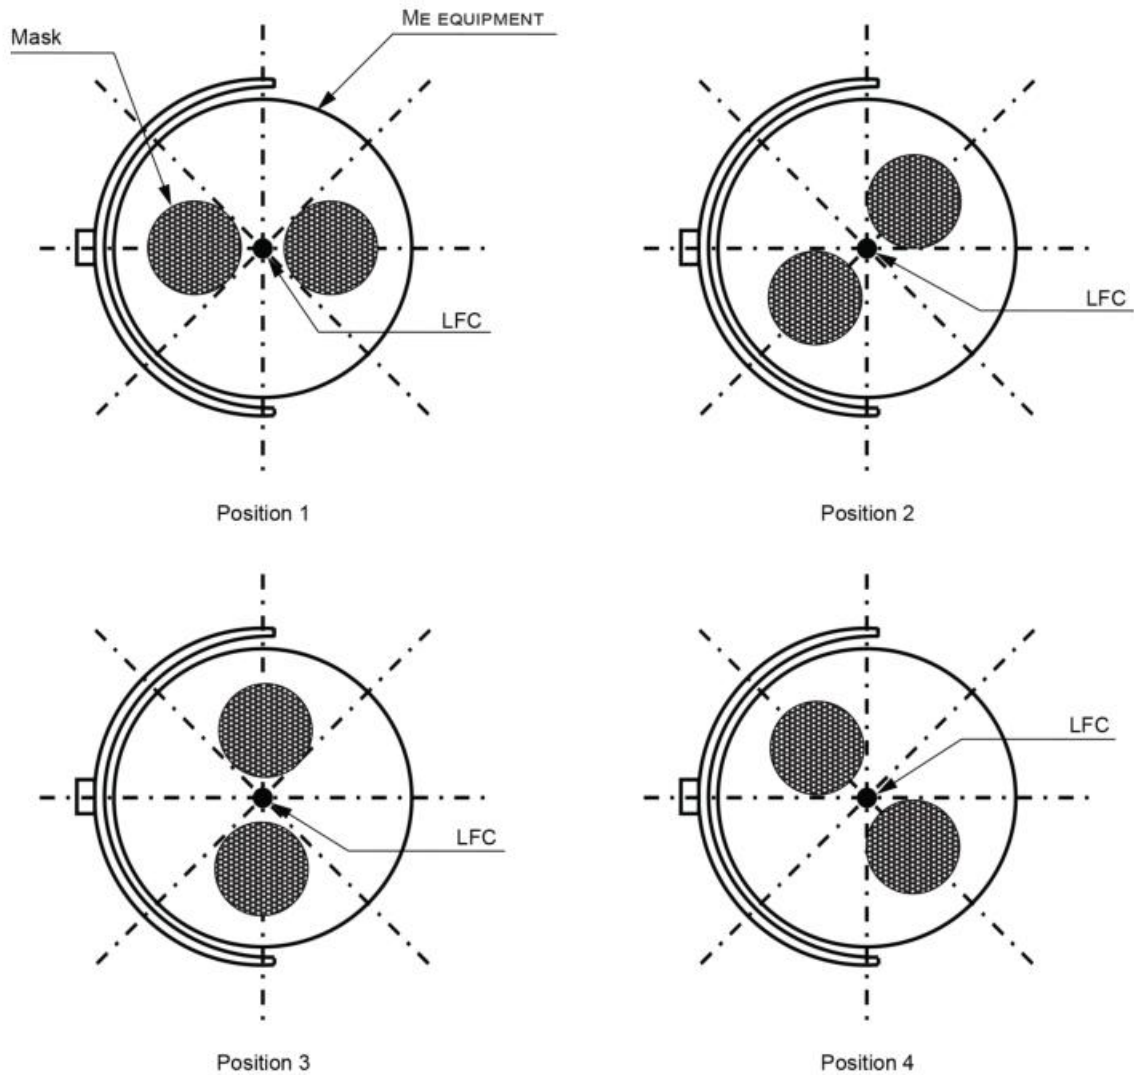 Mask
ME EQUIPMENT
LFC
LFC
Position 1
Position 2
LFC
LFC
Position 3
Position 4